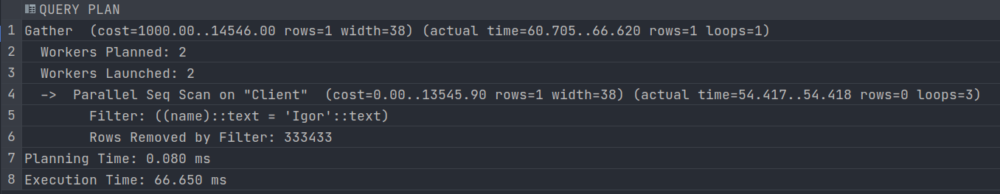 QUERY PLAN
1 Gather  (cost=1000.00..14546.00 rows=1 width=38) (actual time=60.705..66.620 rows=1 loops=1)
2   Workers Planned: 2
3   Workers Launched: 2
4   ->  Parallel Seq Scan on "Client"  (cost=0.00..13545.90 rows=1 width=38) (actual time=54.417..54.418 rows=0 loops=3)
5         Filter: ((name)::text = 'Igor'::text)
6         Rows Removed by Filter: 333433
7 Planning Time: 0.080 ms
8 Execution Time: 66.650 ms